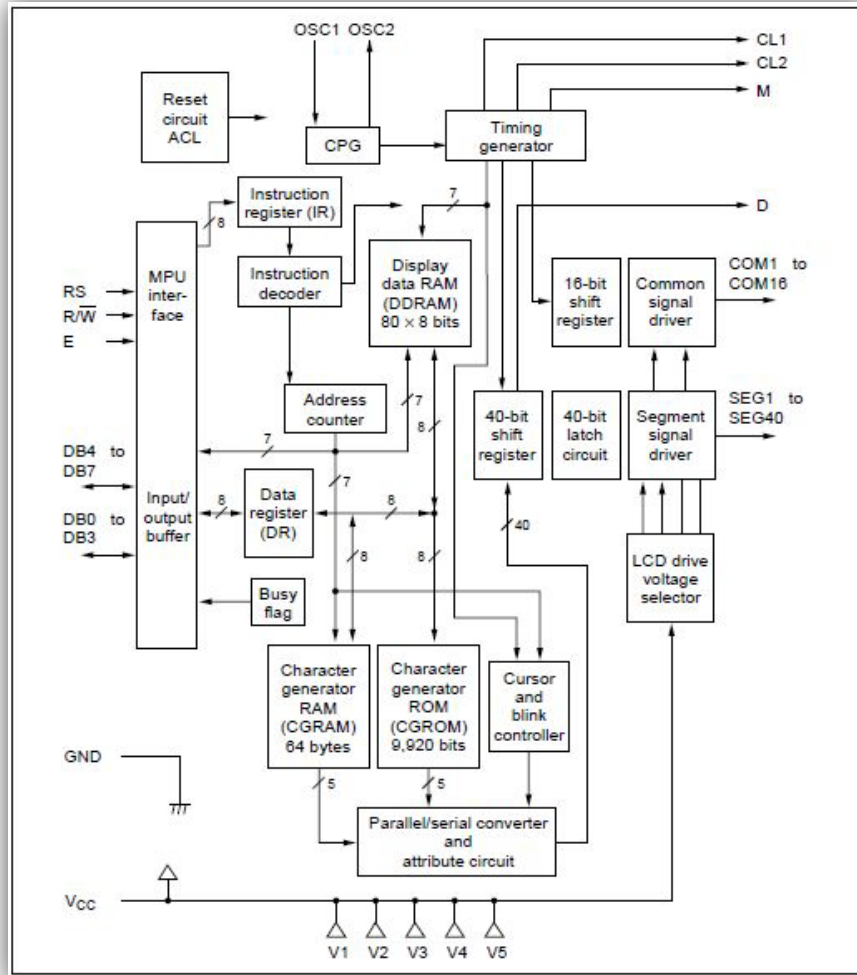 OSC1 OSC2
CL1
CL2
M
Reset
circuit
ACL
CPG
Timing
generator
7
D
8
Instruction
register (IR)
MPU
inter-
face
Instruction
decoder
Display
data RAM
(DDRAM)
80 × 8 bits
16-bit
shift
register
Common
signal
driver
COM1 to
COM16
RS
R/W̅
E
Address
counter
7
8
40-bit
shift
register
40-bit
latch
circuit
Segment
signal
driver
SEG1 to
SEG40
DB4 to
DB7
7
7
Input/
output
buffer
8
Data
register
(DR)
8
DB0 to
DB3
40
8
8
LCD drive
voltage
selector
Busy
flag
Character
generator
RAM
(CGRAM)
64 bytes
Character
generator
ROM
(CGROM)
9,920 bits
Cursor
and
blink
controller
GND
5
5
Parallel/serial converter
and
attribute circuit
VCC
V1 V2 V3 V4 V5